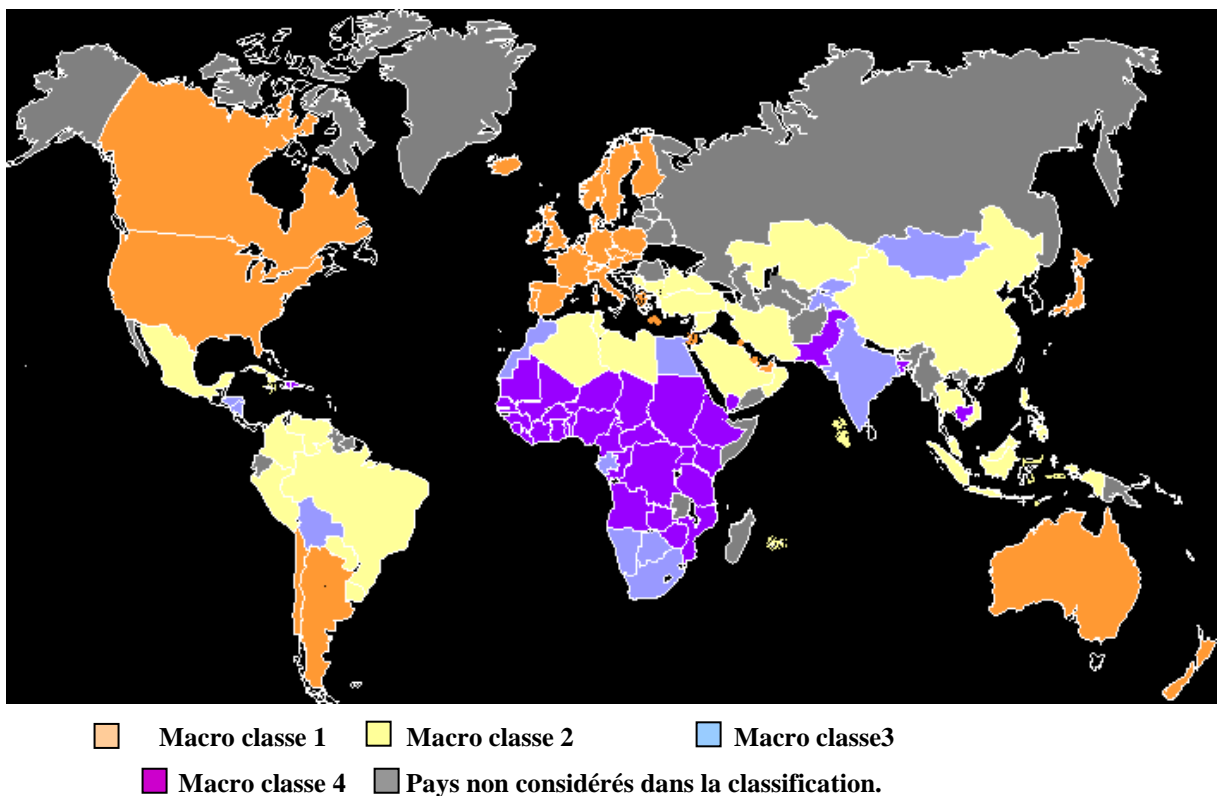 Macro classe 1 Macro classe 2 Macro classe3
Macro classe 4 Pays non considérés dans la classification.